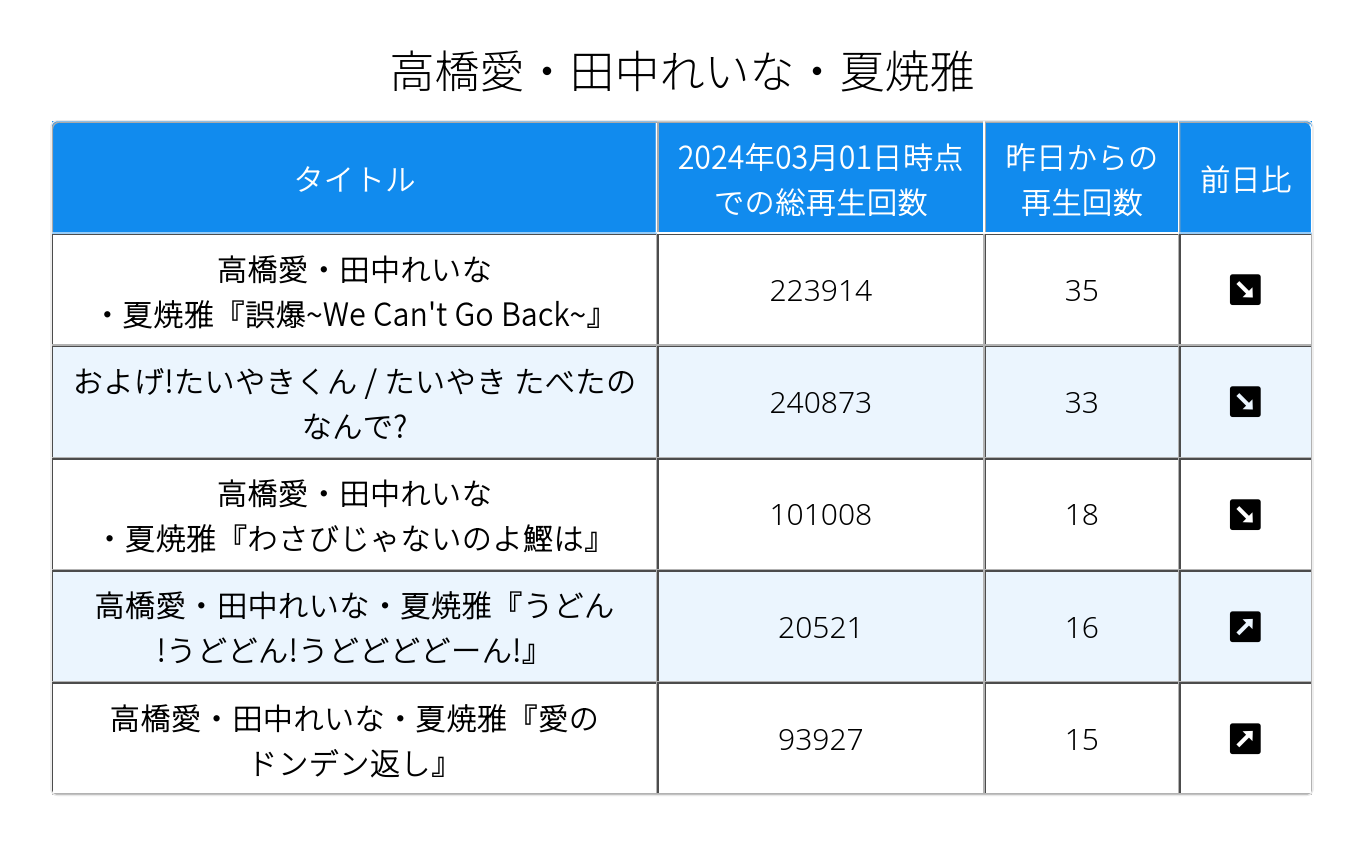 高橋愛・田中れいな・夏焼雅
タイトル
2024年03月01日時点
での総再生回数
昨日からの
再生回数
前日比
高橋愛・田中れいな
・夏焼雅『誤爆~We Can't Go Back~』
223914
35
およげ!たいやきくん / たいやき たべたの
なんで?
240873
33
高橋愛・田中れいな
・夏焼雅『わさびじゃないのよ鰹は』
101008
18
高橋愛・田中れいな・夏焼雅『うどん
!うどどん!うどどどどーん!』
20521
16
高橋愛・田中れいな・夏焼雅『愛の
ドンデン返し』
93927
15